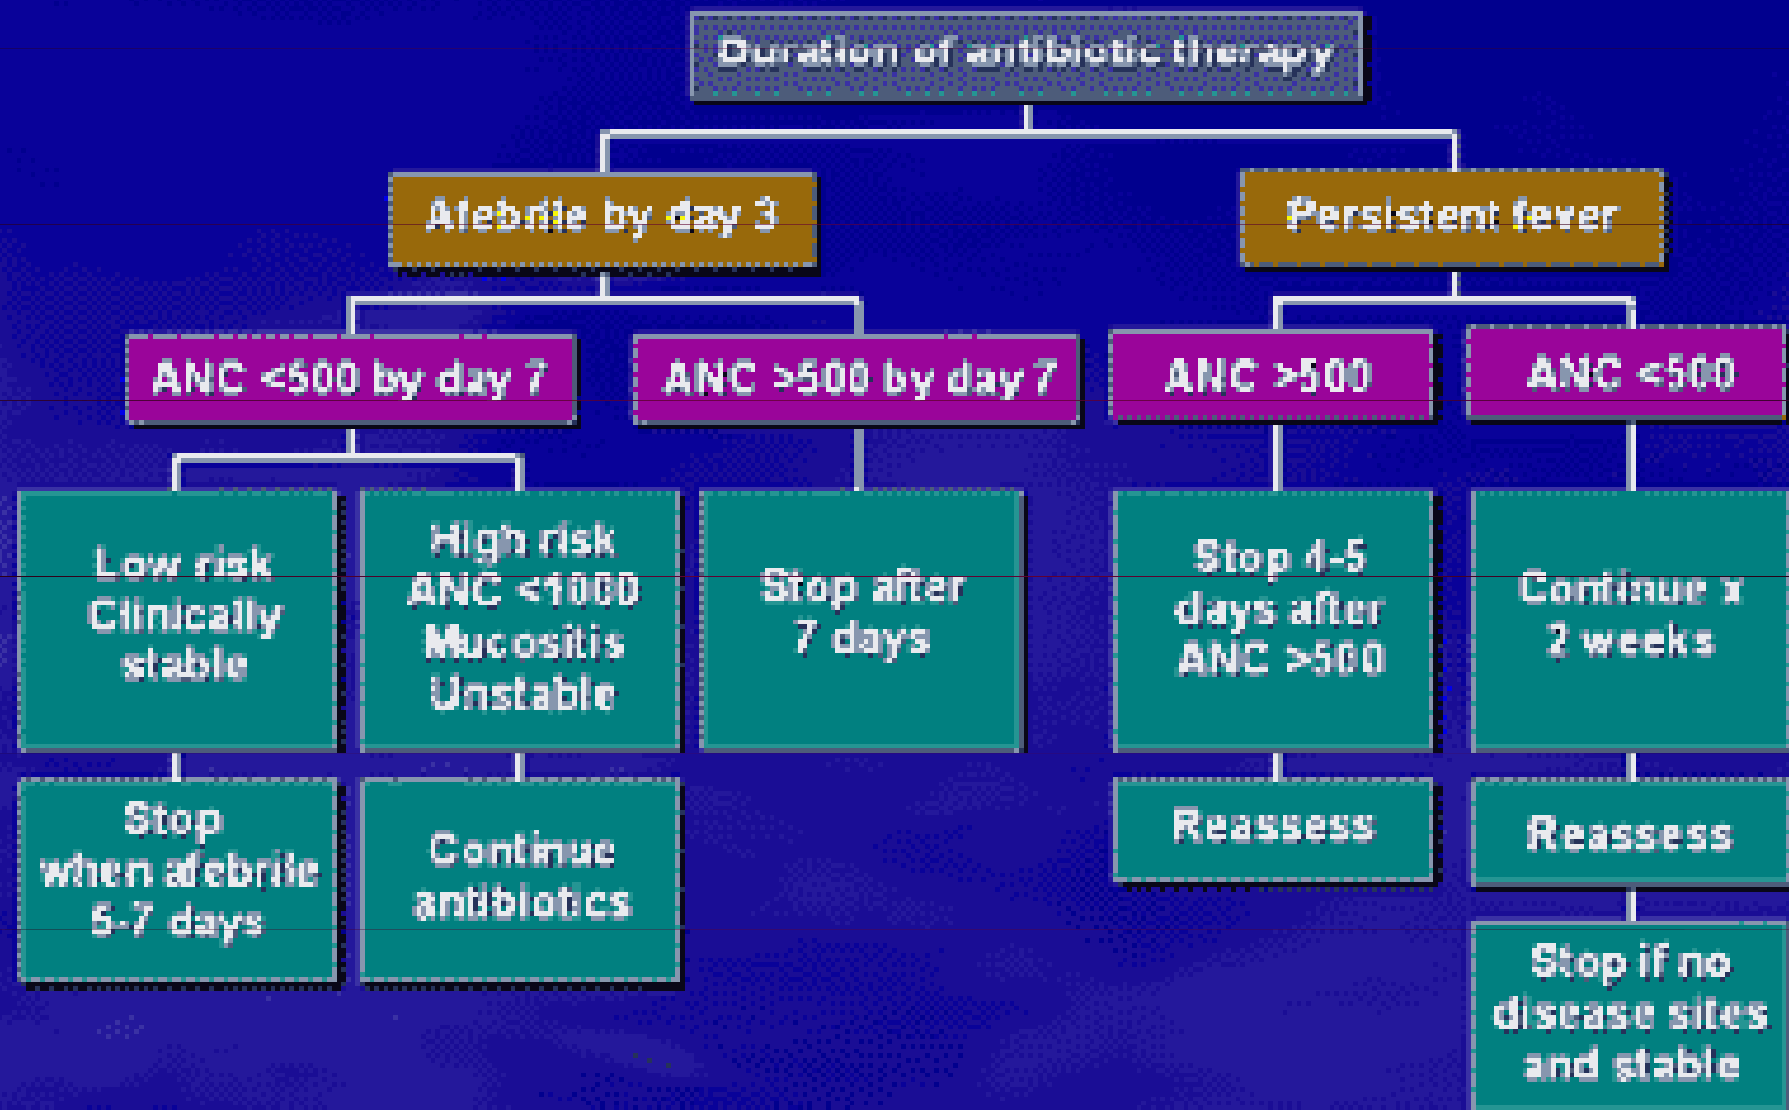 Duration of antibiotic therapy
Afebrile by day 3
Persistent fever
ANC <500 by day 7
ANC >500 by day 7
ANC >500
ANC <500
Low risk
Clinically
stable
High risk
ANC <1000
Mucositis
Unstable
Stop after
7 days
Stop 4-5
days after
ANC >500
Continue x
2 weeks
Stop
when afebrile
5-7 days
Continue
antibiotics
Reassess
Reassess
Stop if no
disease sites
and stable